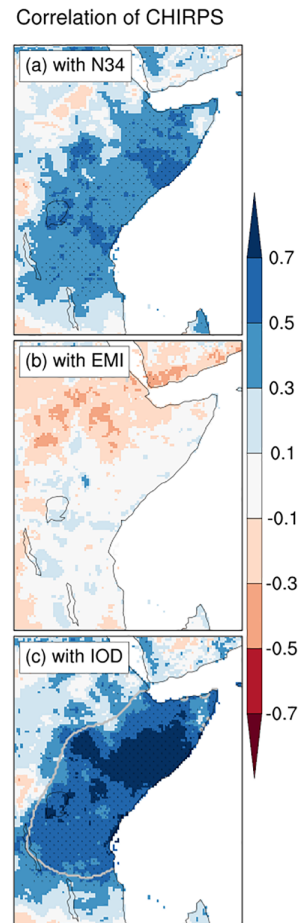 Correlation of CHIRPS
(a) with N34
0.7
0.5
0.3
(b) with EMI
0.1
-0.1
-0.3
-0.5
(c) with IOD
-0.7